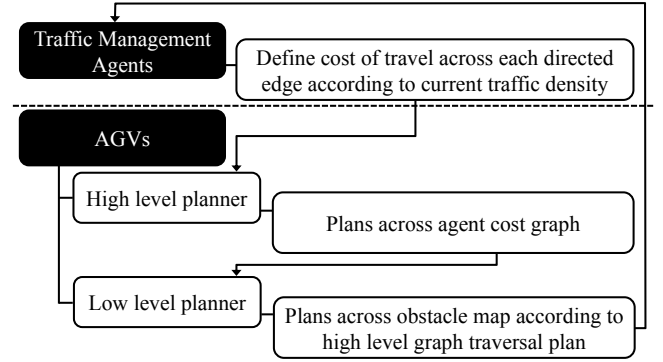 Traffic Management
Agents
Define cost of travel across each directed
edge according to current traffic density
AGVs
High level planner
Plans across agent cost graph
Low level planner
Plans across obstacle map according to
high level graph traversal plan